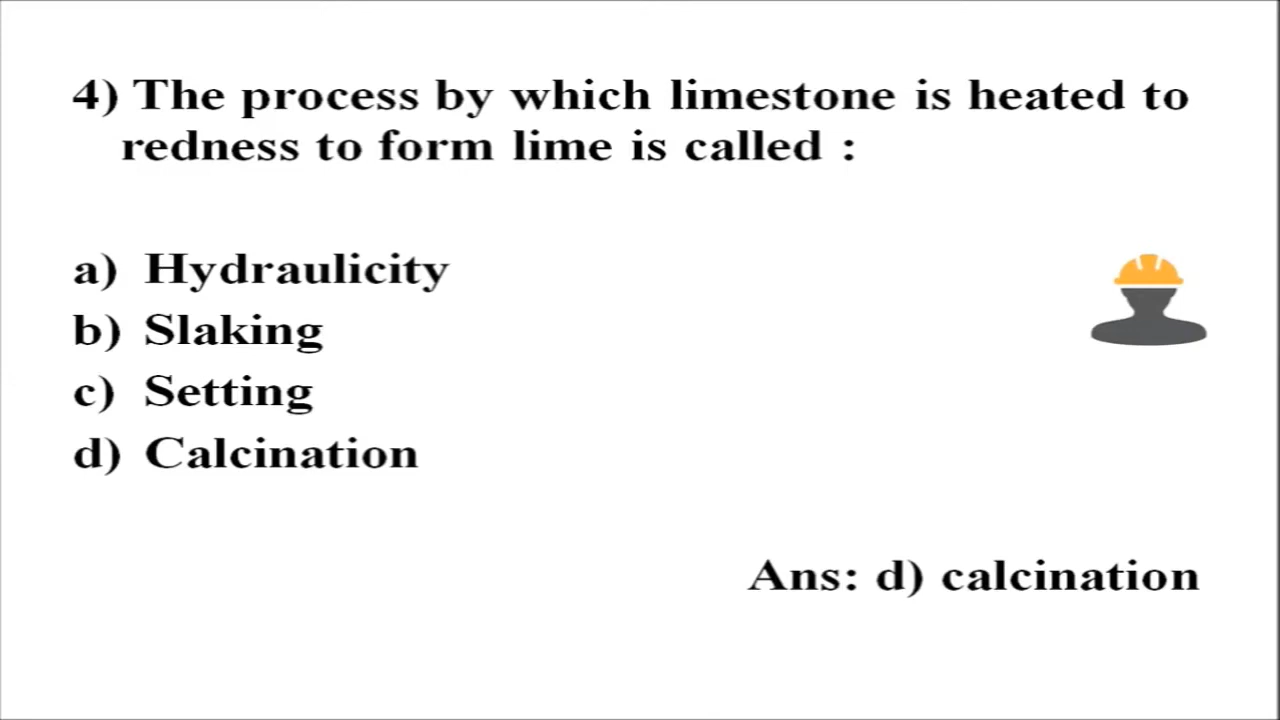 4) The process by which limestone is heated to
redness to form lime is called :
a) Hydraulicity
b) Slaking
c) Setting
d) Calcination
Ans: d) calcination